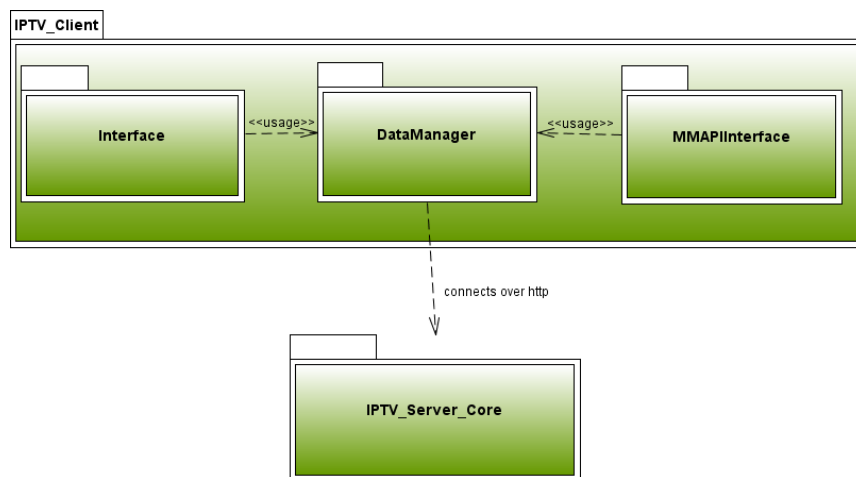 IPTV_Client
<<usage>>
<<usage>>
Interface
DataManager
MMAPIInterface
connects over http
IPTV_Server_Core